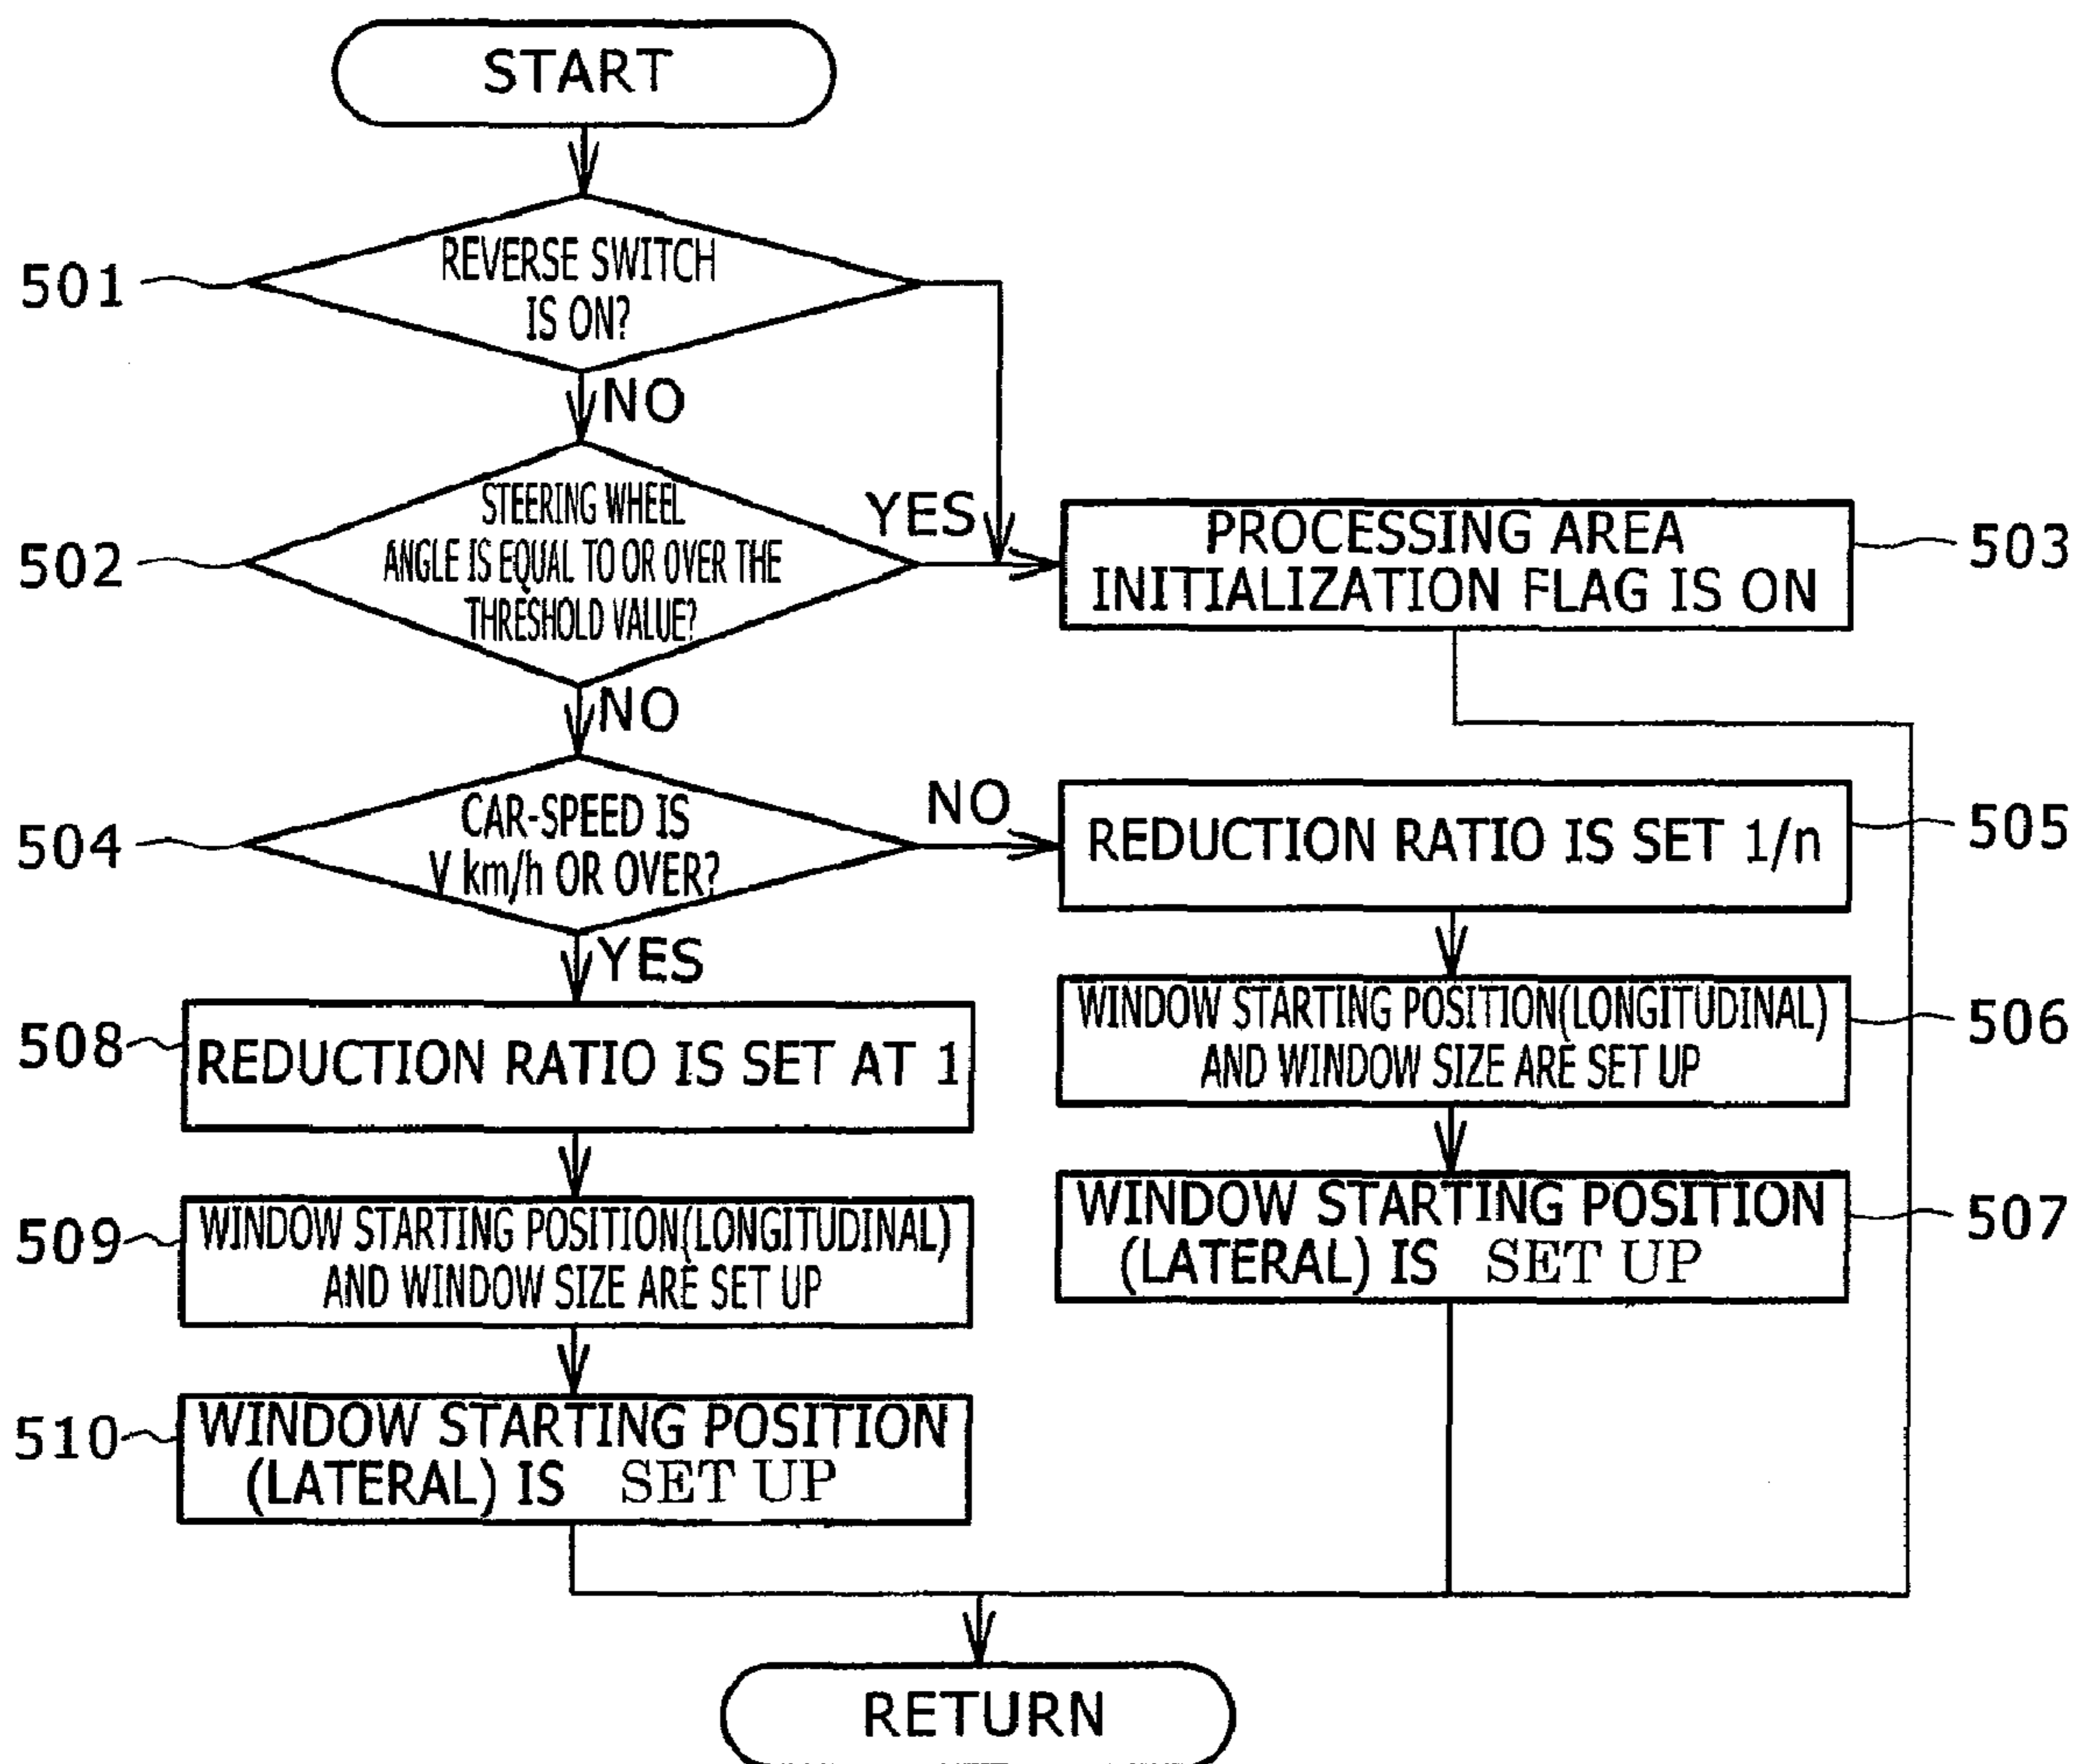 START
501
REVERSE SWITCH
IS ON?
NO
502
STEERING WHEEL
ANGLE IS EQUAL TO OR OVER THE
THRESHOLD VALUE?
YES
PROCESSING AREA
INITIALIZATION FLAG IS ON
503
NO
504
CAR-SPEED IS
V km/h OR OVER?
NO
REDUCTION RATIO IS SET 1/n
505
YES
WINDOW STARTING POSITION(LONGITUDINAL)
AND WINDOW SIZE ARE SET UP
506
508
REDUCTION RATIO IS SET AT 1
WINDOW STARTING POSITION
(LATERAL) IS SET UP
507
509
WINDOW STARTING POSITION(LONGITUDINAL)
AND WINDOW SIZE ARE SET UP
510
WINDOW STARTING POSITION
(LATERAL) IS SET UP
RETURN